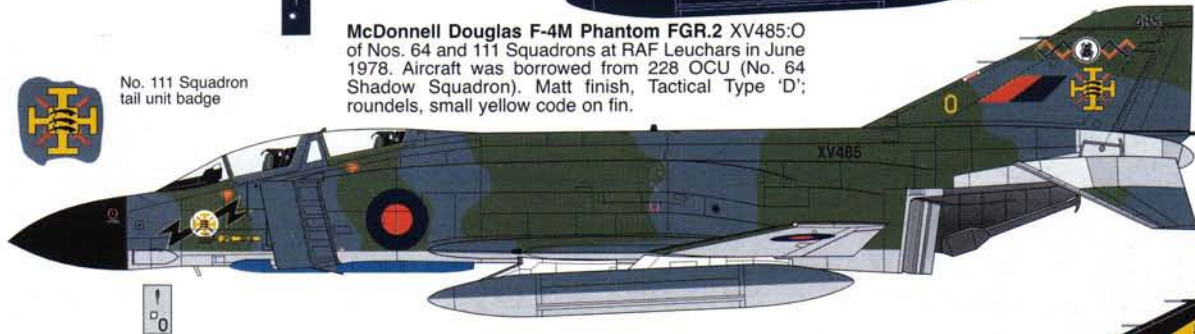 McDonnell Douglas F-4M Phantom FGR.2 XV485:O
of Nos. 64 and 111 Squadrons at RAF Leuchars in June
1978. Aircraft was borrowed from 228 OCU (No. 64
Shadow Squadron). Matt finish, Tactical Type ‘D’;
roundels, small yellow code on fin.
No. 111 Squadron
tail unit badge
485
O
XV485
O